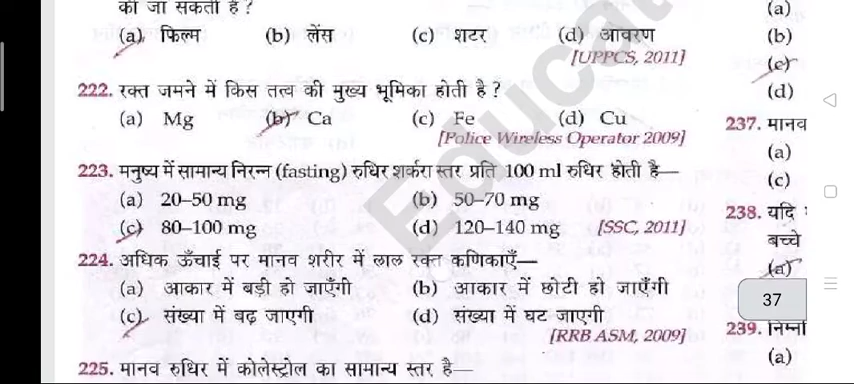 की जा सकती है ?
(a) फिल्म (b) लेंस (c) शटर (d) आवरण
[UPPCS, 2011]
222. रक्त जमने में किस तत्व की मुख्य भूमिका होती है ?
(a) Mg (b) Ca (c) Fe (d) Cu
[Police Wireless Operator 2009]
223. मनुष्य में सामान्य निरन्न (fasting) रुधिर शर्करा स्तर प्रति 100 ml रुधिर होती है—
(a) 20–50 mg (b) 50–70 mg
(c) 80–100 mg (d) 120–140 mg [SSC, 2011]
224. अधिक ऊँचाई पर मानव शरीर में लाल रक्त कणिकाएँ—
(a) आकार में बड़ी हो जाएँगी (b) आकार में छोटी हो जाएँगी
(c) संख्या में बढ़ जाएगी (d) संख्या में घट जाएगी
[RRB ASM, 2009]
225. मानव रुधिर में कोलेस्ट्रोल का सामान्य स्तर है—
(a)
(b)
(c)
(d)
237. मानव
(a)
(c)
238. यदि
बच्चे
(a)
37
239. निम्नी
(a)
Educat